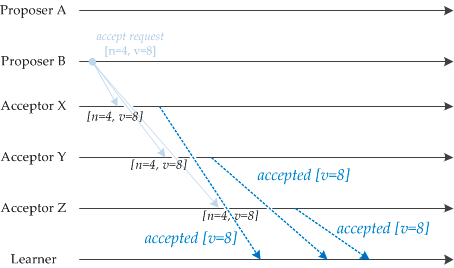 Proposer A
accept request
[n=4, v=8]
Proposer B
Acceptor X
[n=4, v=8]
Acceptor Y
[n=4, v=8]
accepted [v=8]
Acceptor Z
[n=4, v=8]
accepted [v=8]
accepted [v=8]
Learner